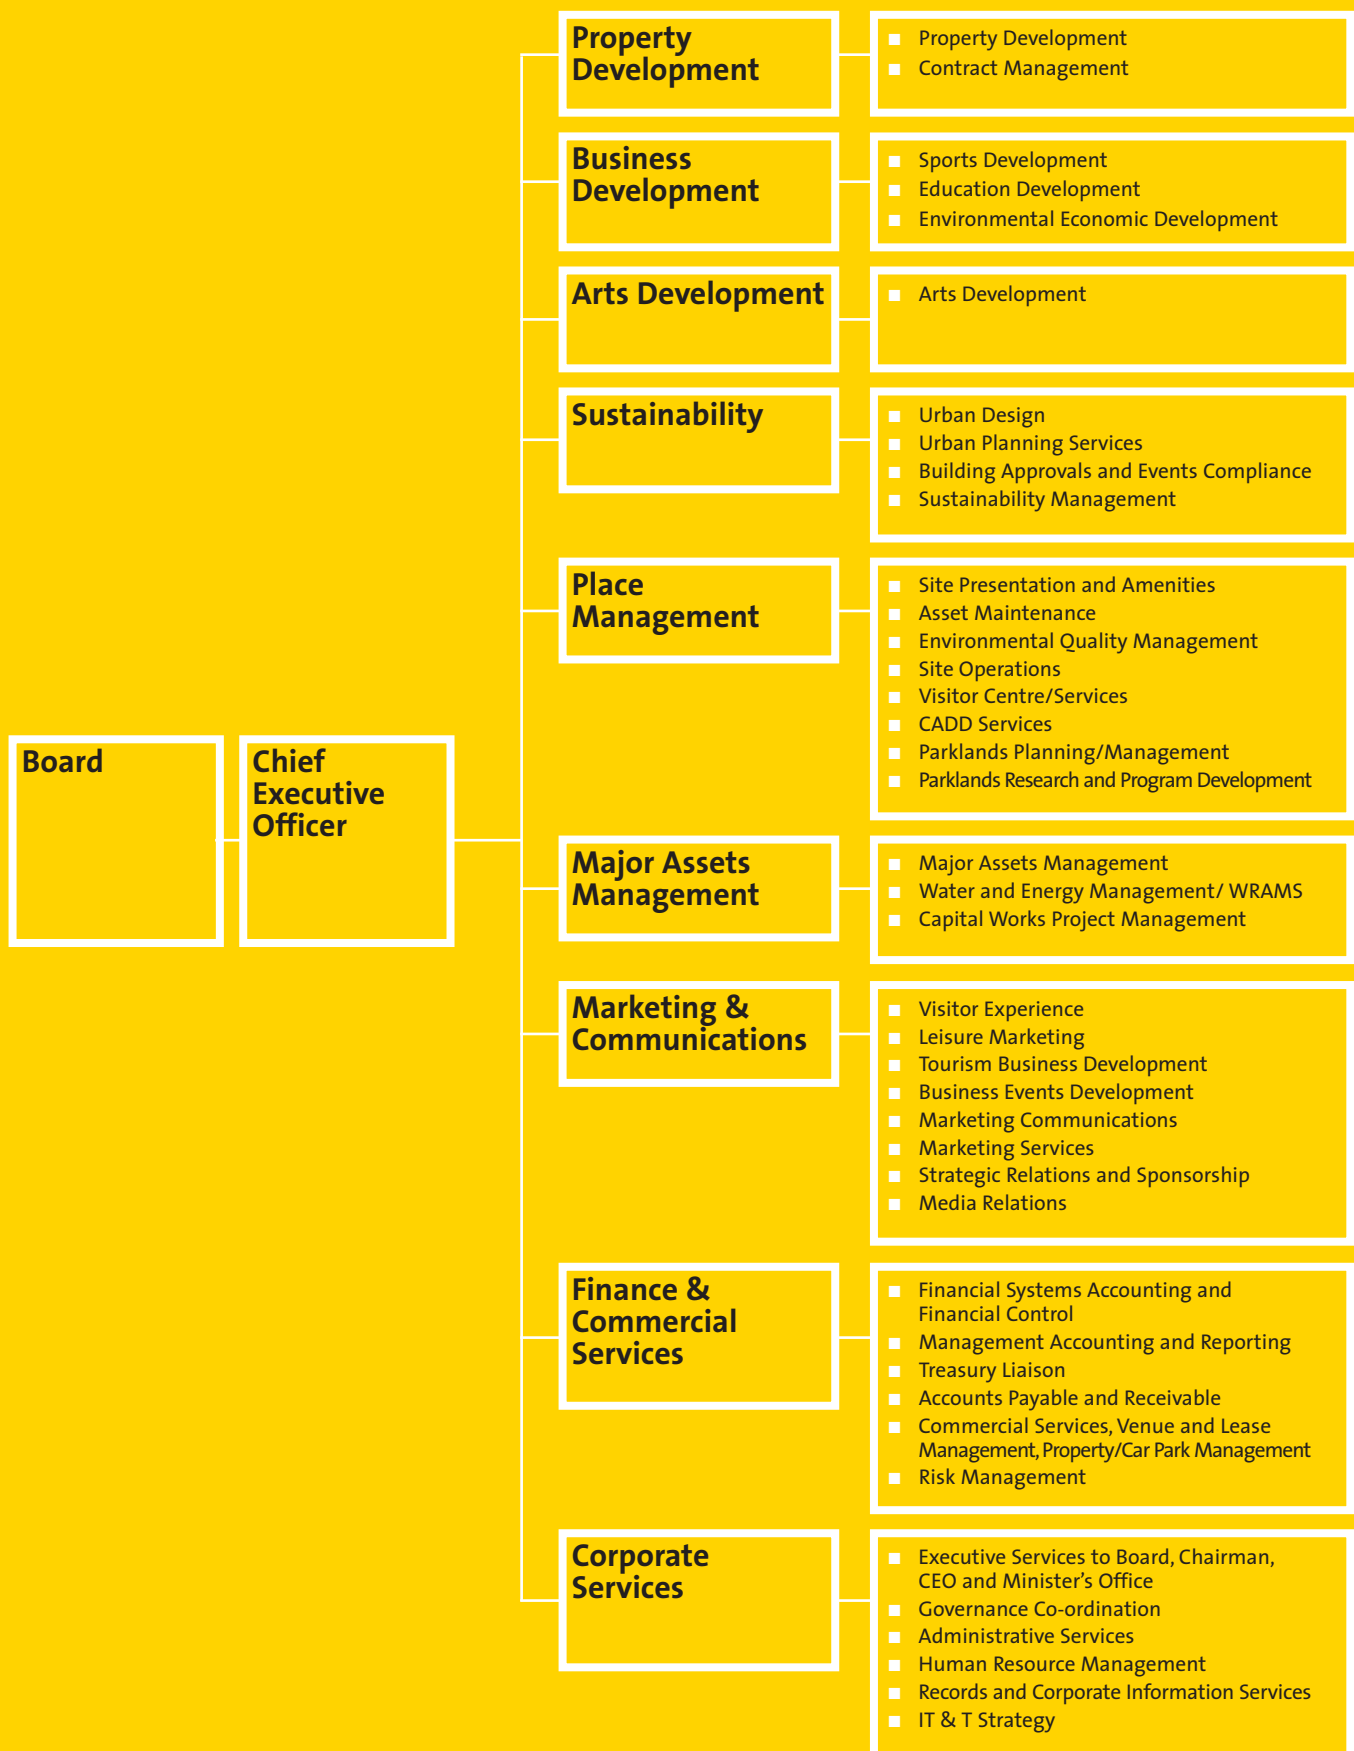 Board
Chief
Executive
Officer
Property
Development
Property Development
Contract Management
Business
Development
Sports Development
Education Development
Environmental Economic Development
Arts Development
Arts Development
Sustainability
Urban Design
Urban Planning Services
Building Approvals and Events Compliance
Sustainability Management
Place
Management
Site Presentation and Amenities
Asset Maintenance
Environmental Quality Management
Site Operations
Visitor Centre/Services
CADD Services
Parklands Planning/Management
Parklands Research and Program Development
Major Assets
Management
Major Assets Management
Water and Energy Management/ WRAMS
Capital Works Project Management
Marketing &
Communications
Visitor Experience
Leisure Marketing
Tourism Business Development
Business Events Development
Marketing Communications
Marketing Services
Strategic Relations and Sponsorship
Media Relations
Finance &
Commercial
Services
Financial Systems Accounting and
Financial Control
Management Accounting and Reporting
Treasury Liaison
Accounts Payable and Receivable
Commercial Services, Venue and Lease
Management, Property/Car Park Management
Risk Management
Corporate
Services
Executive Services to Board, Chairman,
CEO and Minister’s Office
Governance Co-ordination
Administrative Services
Human Resource Management
Records and Corporate Information Services
IT & T Strategy